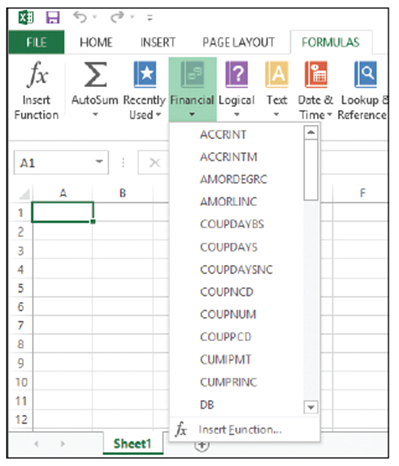 FILE HOME INSERT PAGE LAYOUT FORMULAS
fx Σ ? A
Insert AutoSum Recently Financial Logical Text Date & Lookup &
Function Used Time Reference
A1
A B F
ACCRINT
ACCRINTM
AMORDEGRC
AMORLINC
COUPDAYBS
COUPDAYS
COUPDAYSNC
COUPNCD
COUPNUM
COUPPCD
CUMIPMT
CUMPRINC
DB
fx Insert Function...
1
2
3
4
5
6
7
8
9
10
11
12
Sheet1